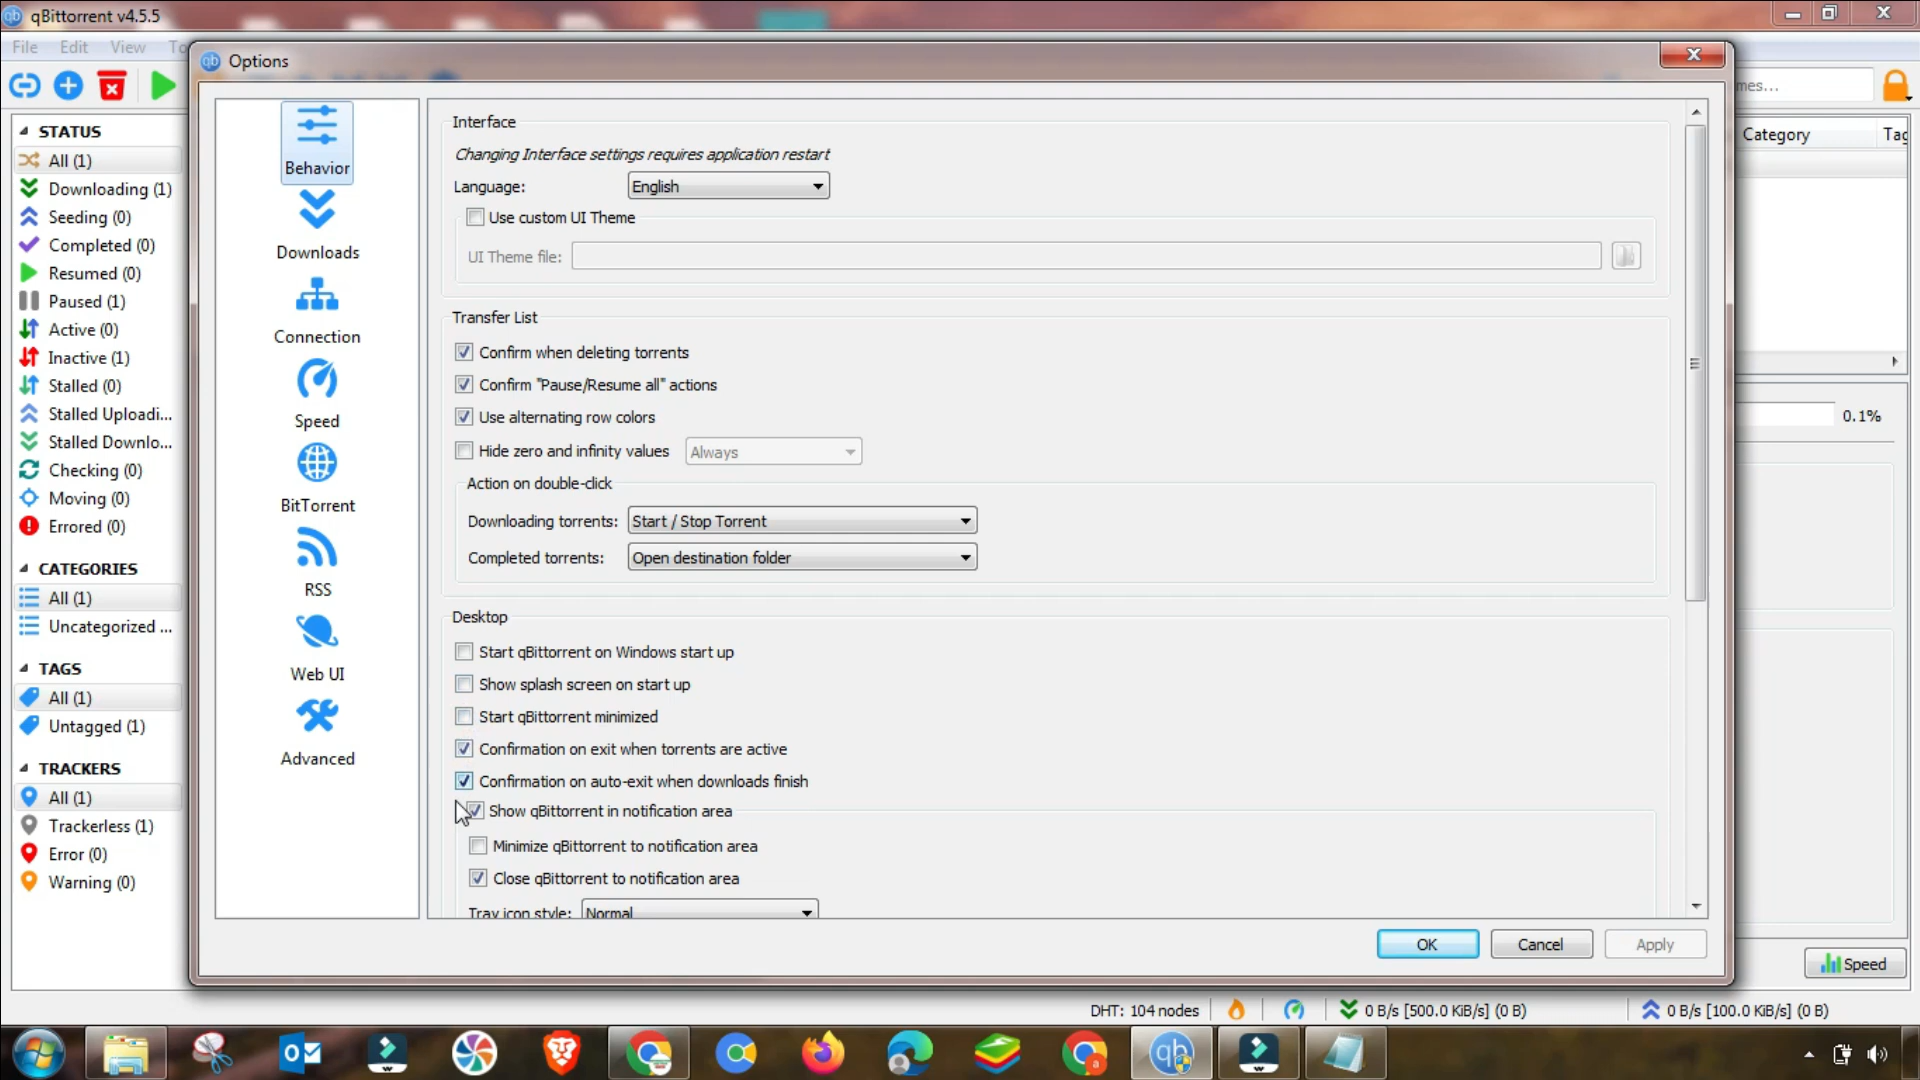 qBittorrent v4.5.5
File Edit View
Options
STATUS
All (1)
Downloading (1)
Seeding (0)
Completed (0)
Resumed (0)
Paused (1)
Active (0)
Inactive (1)
Stalled (0)
Stalled Uploadi...
Stalled Downlo...
Checking (0)
Moving (0)
Errored (0)
CATEGORIES
All (1)
Uncategorized ...
TAGS
All (1)
Untagged (1)
TRACKERS
All (1)
Trackerless (1)
Error (0)
Warning (0)
Behavior
Downloads
Connection
Speed
BitTorrent
RSS
Web UI
Advanced
Interface
Changing Interface settings requires application restart
Language: English
Use custom UI Theme
UI Theme file:
Transfer List
Confirm when deleting torrents
Confirm "Pause/Resume all" actions
Use alternating row colors
Hide zero and infinity values Always
Action on double-click
Downloading torrents: Start / Stop Torrent
Completed torrents: Open destination folder
Desktop
Start qBittorrent on Windows start up
Show splash screen on start up
Start qBittorrent minimized
Confirmation on exit when torrents are active
Confirmation on auto-exit when downloads finish
Show qBittorrent in notification area
Minimize qBittorrent to notification area
Close qBittorrent to notification area
Tray icon style: Normal
OK Cancel Apply
mes...
Category Tag
0.1%
Speed
DHT: 104 nodes 0 B/s [500.0 KiB/s] (0 B) 0 B/s [100.0 KiB/s] (0 B)